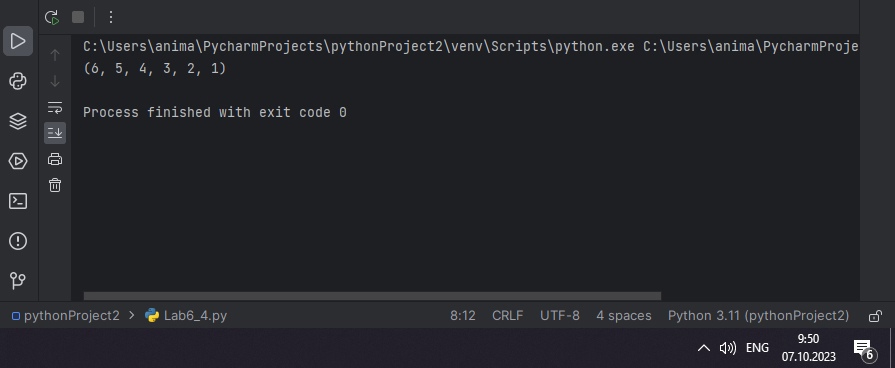 C:\Users\anima\PycharmProjects\pythonProject2\venv\Scripts\python.exe C:\Users\anima\PycharmProje
(6, 5, 4, 3, 2, 1)
Process finished with exit code 0
pythonProject2 > Lab6_4.py 8:12 CRLF UTF-8 4 spaces Python 3.11 (pythonProject2)
ENG 9:50 6
07.10.2023